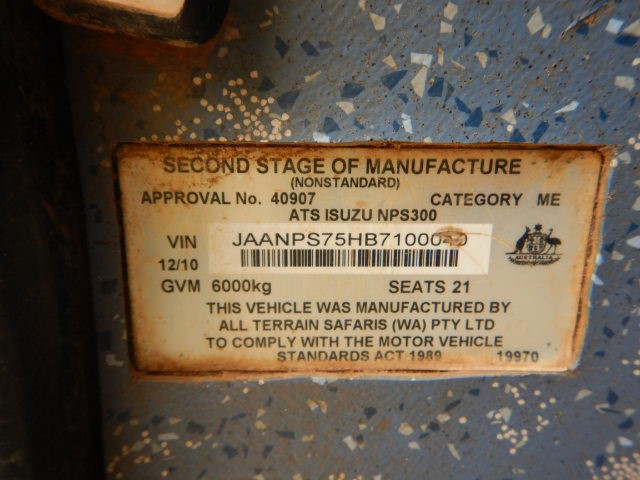 SECOND STAGE OF MANUFACTURE
(NONSTANDARD)
APPROVAL No. 40907 CATEGORY ME
ATS ISUZU NPS300
VIN
12/10
AUSTRALIA
GVM 6000kg SEATS 21
THIS VEHICLE WAS MANUFACTURED BY
ALL TERRAIN SAFARIS (WA) PTY LTD
TO COMPLY WITH THE MOTOR VEHICLE
STANDARDS ACT 1989 19970